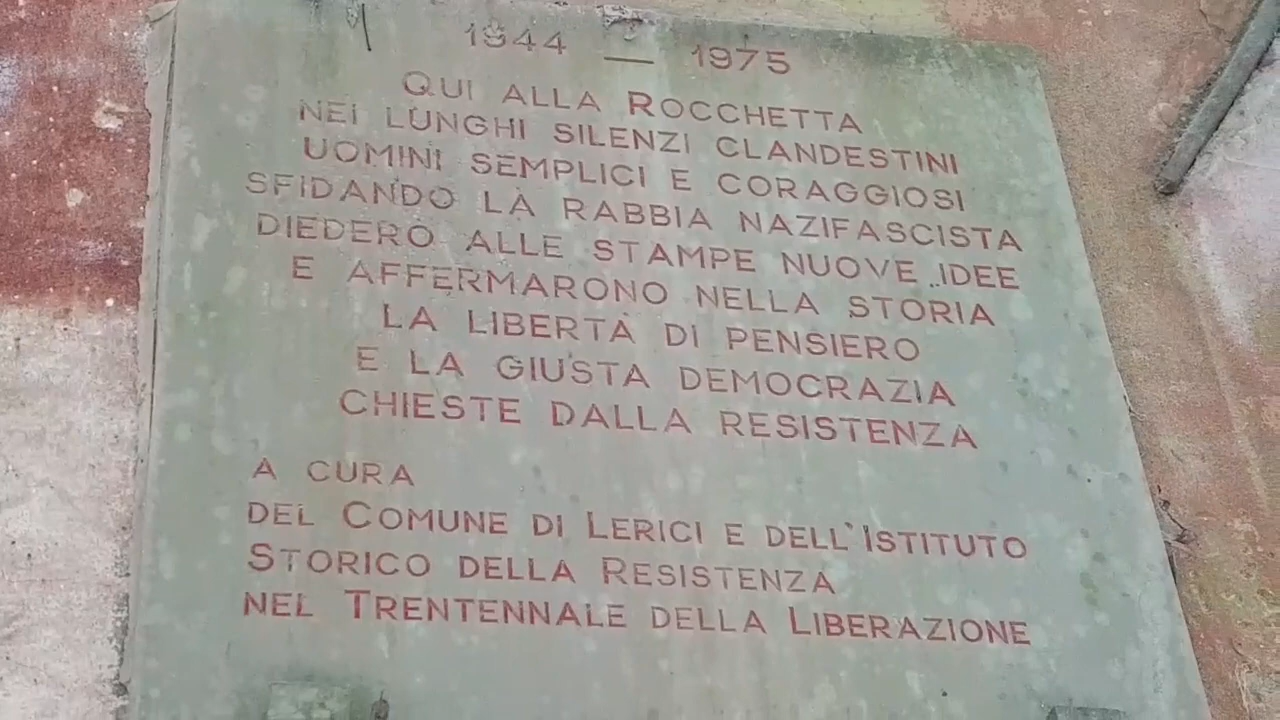 1944 — 1975
QUI ALLA ROCCHETTA
NEI LUNGHI SILENZI CLANDESTINI
UOMINI SEMPLICI E CORAGGIOSI
SFIDANDO LA RABBIA NAZIFASCISTA
DIEDERO ALLE STAMPE NUOVE IDEE
E AFFERMARONO NELLA STORIA
LA LIBERTÀ DI PENSIERO
E LA GIUSTA DEMOCRAZIA
CHIESTE DALLA RESISTENZA
A CURA
DEL COMUNE DI LERICI E DELL'ISTITUTO
STORICO DELLA RESISTENZA
NEL TRENTENNALE DELLA LIBERAZIONE